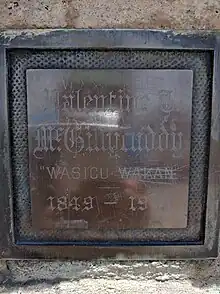 Valentine T.
McGillycuddy
"WASICU WAKAN"
1849 - 19